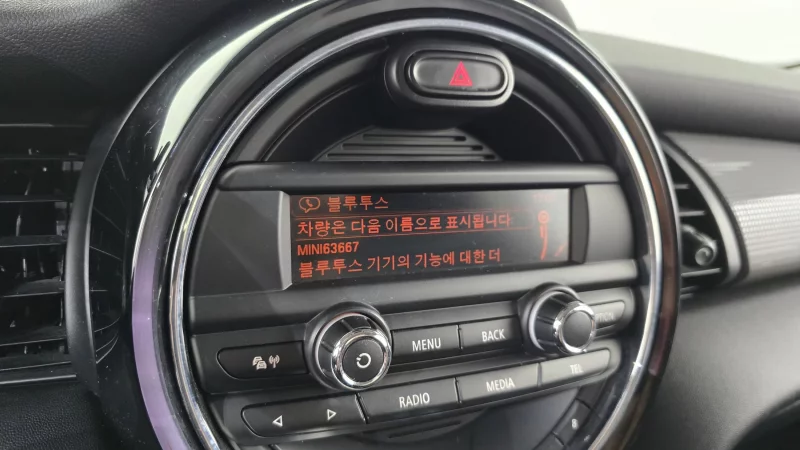 블루투스
차량은 다음 이름으로 표시됩니다
MINI63667
블루투스 기기의 기능에 대한 더
MENU
BACK
RADIO
MEDIA
TEL